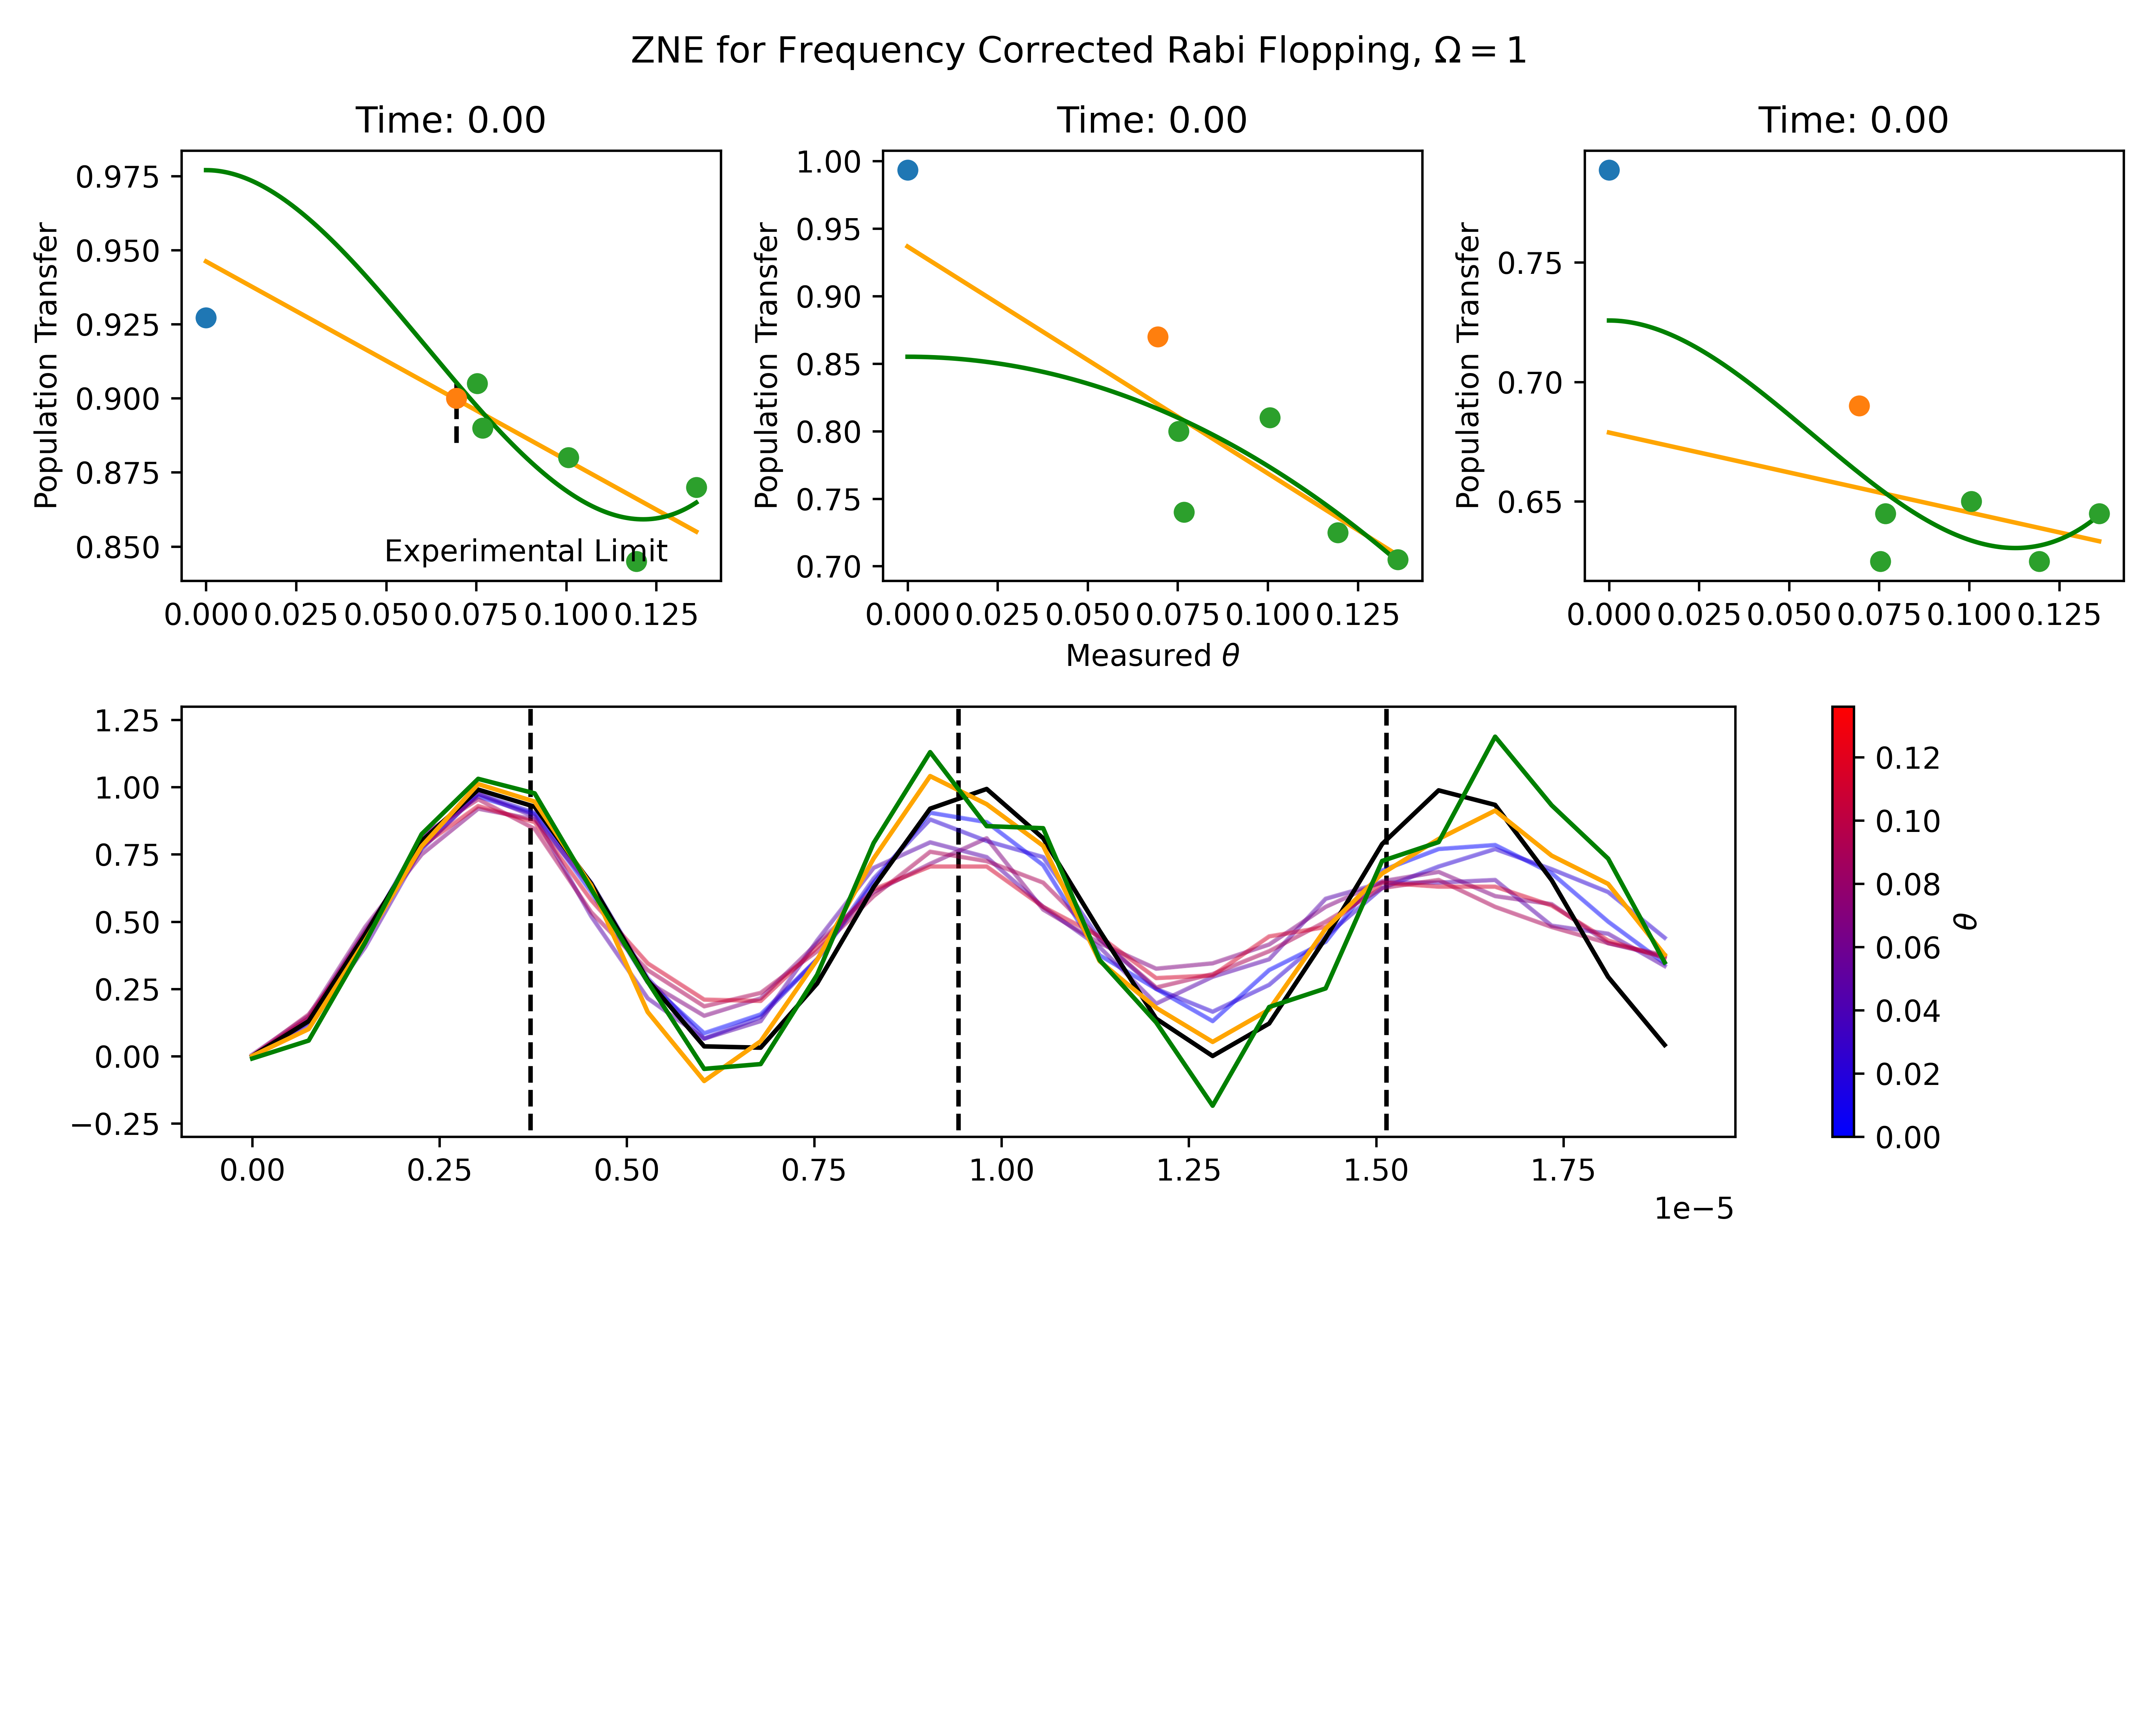 ZNE for Frequency Corrected Rabi Flopping, Ω = 1
Time: 0.00
Time: 0.00
Time: 0.00
Population Transfer
0.975
0.950
0.925
0.900
0.875
0.850
Experimental Limit
0.000 0.025 0.050 0.075 0.100 0.125
Population Transfer
1.00
0.95
0.90
0.85
0.80
0.75
0.70
0.000 0.025 0.050 0.075 0.100 0.125
Measured θ
Population Transfer
0.75
0.70
0.65
0.000 0.025 0.050 0.075 0.100 0.125
1.25
1.00
0.75
0.50
0.25
0.00
−0.25
0.00 0.25 0.50 0.75 1.00 1.25 1.50 1.75
1e−5
0.12
0.10
0.08
0.06
0.04
0.02
0.00
θ